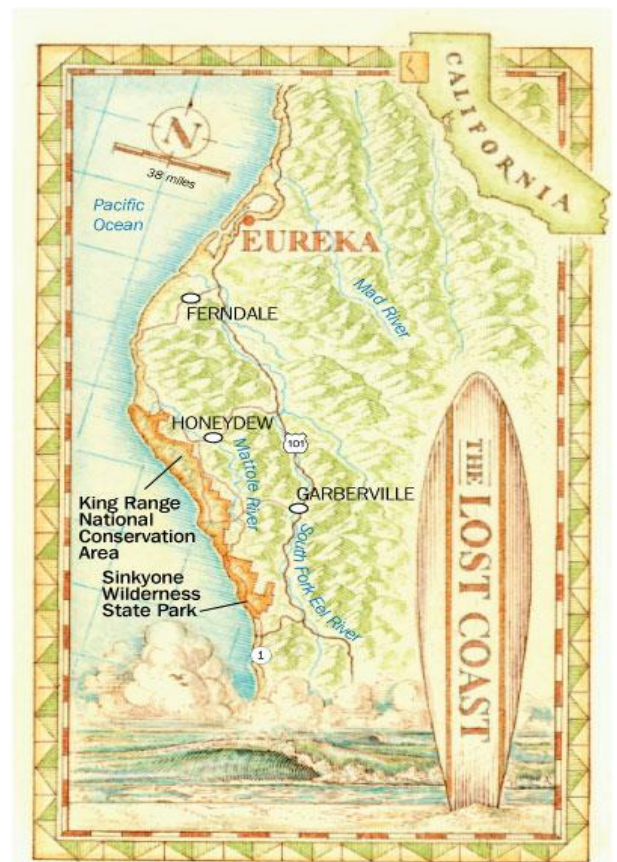 CALIFORNIA
N
38 miles
Pacific
Ocean
EUREKA
Mad River
FERNDALE
HONEYDEW
101
Mattole River
GARBERVILLE
King Range
National
Conservation
Area
South Fork Eel River
Sinkyone
Wilderness
State Park
1
THE LOST COAST